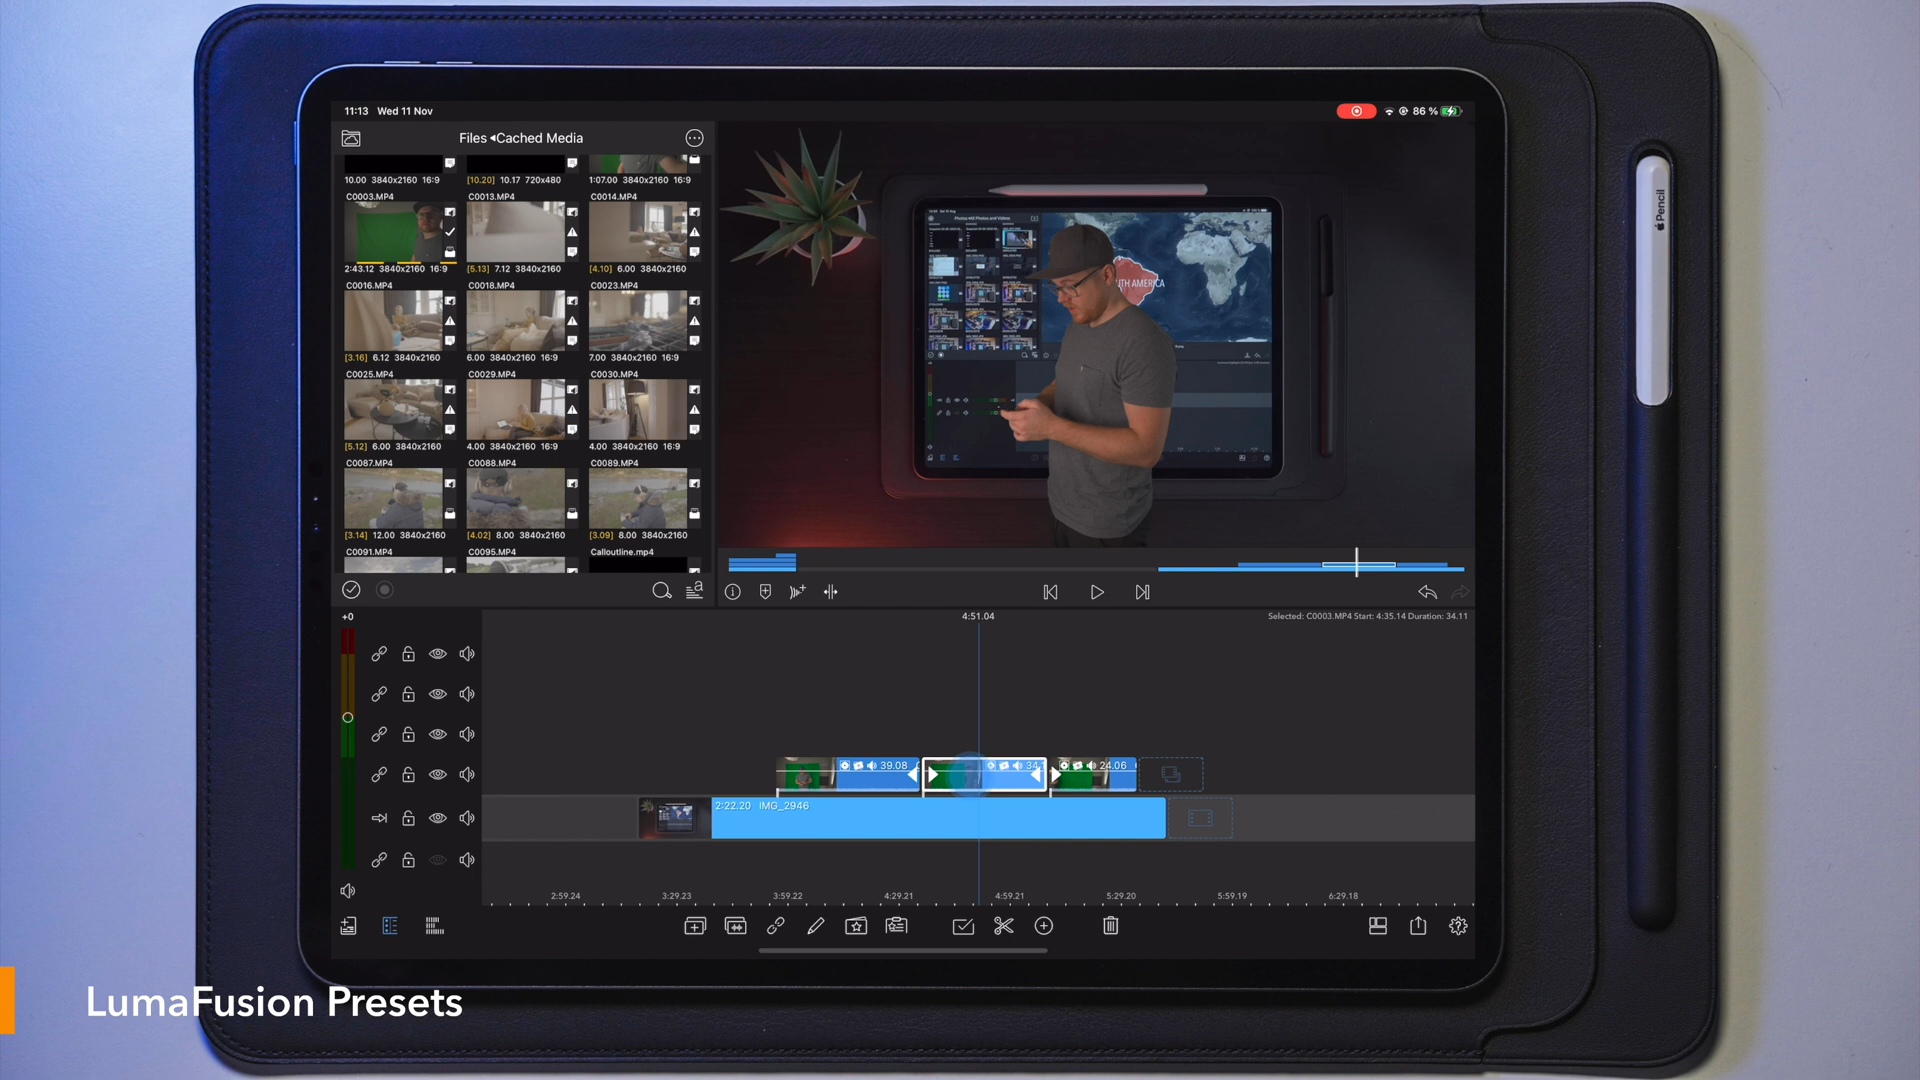 11:13 Wed 11 Nov
86 %
Files Cached Media
10.00 3840x2160 16:9
[10.20] 10.17 720x480
1:07.00 3840x2160 16:9
C0003.MP4
C0013.MP4
C0014.MP4
2:43.12 3840x2160 16:9
[5.13] 7.12 3840x2160
[4.10] 6.00 3840x2160
C0016.MP4
C0018.MP4
C0023.MP4
[3.16] 6.12 3840x2160
6.00 3840x2160 16:9
7.00 3840x2160 16:9
C0025.MP4
C0029.MP4
C0030.MP4
[5.12] 6.00 3840x2160
4.00 3840x2160 16:9
4.00 3840x2160 16:9
C0087.MP4
C0088.MP4
C0089.MP4
[3.14] 12.00 3840x2160
[4.02] 8.00 3840x2160
[3.09] 8.00 3840x2160
C0091.MP4
C0095.MP4
Calloutline.mp4
UTH AMERICA
Pencil
+0
4:51.04
Selected: C0003.MP4 Start: 4:35.14 Duration: 34.11
39.08
34
24.06
2:22.20 IMG_2946
2:59.24
3:29.23
3:59.22
4:29.21
4:59.21
5:29.20
5:59.19
6:29.18
LumaFusion Presets